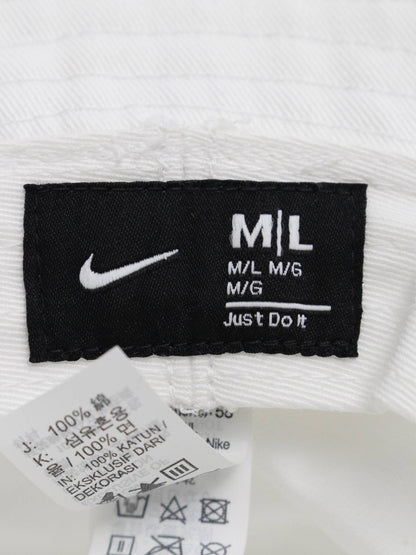 M|L
M/L M/G
M/G
Just Do It
58
Nike
J: 100% 綿
K: 섬유혼용
율 / 100% 면
IN: 100% KATUN /
EKSKLUSIF DARI
DEKORASI